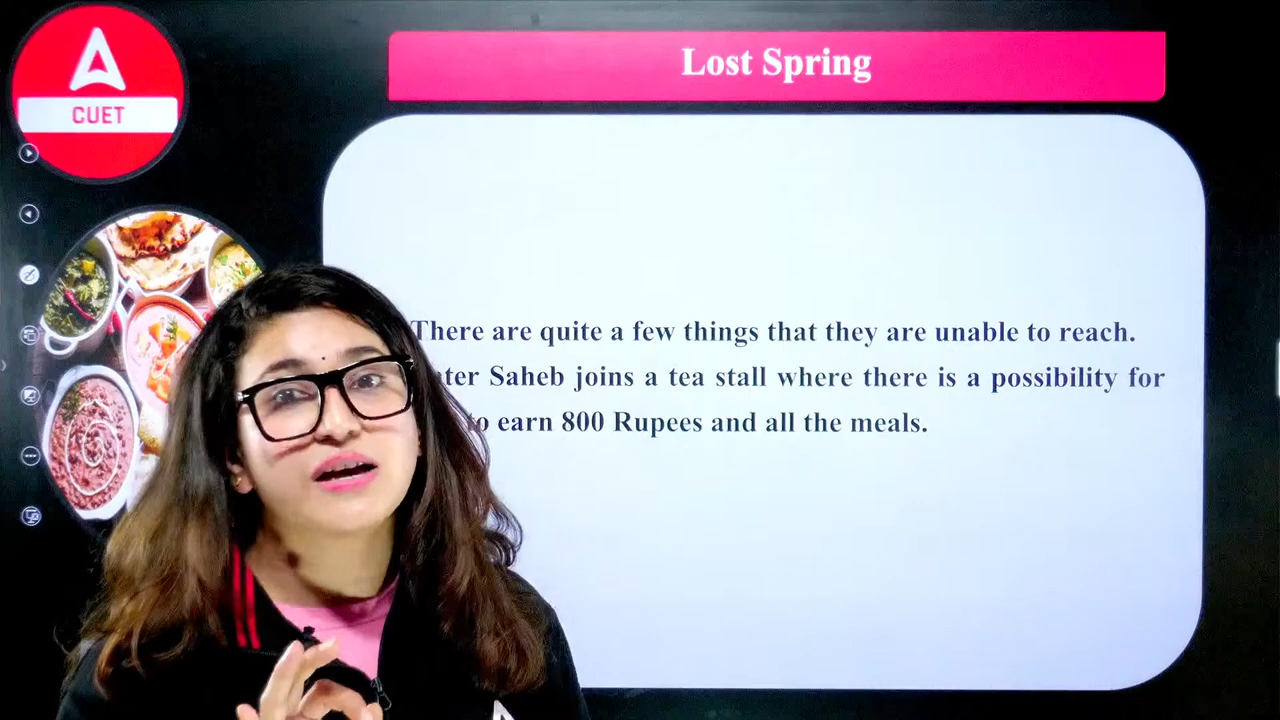 CUET
Lost Spring
There are quite a few things that they are unable to reach.
Saheb joins a tea stall where there is a possibility for
to earn 800 Rupees and all the meals.